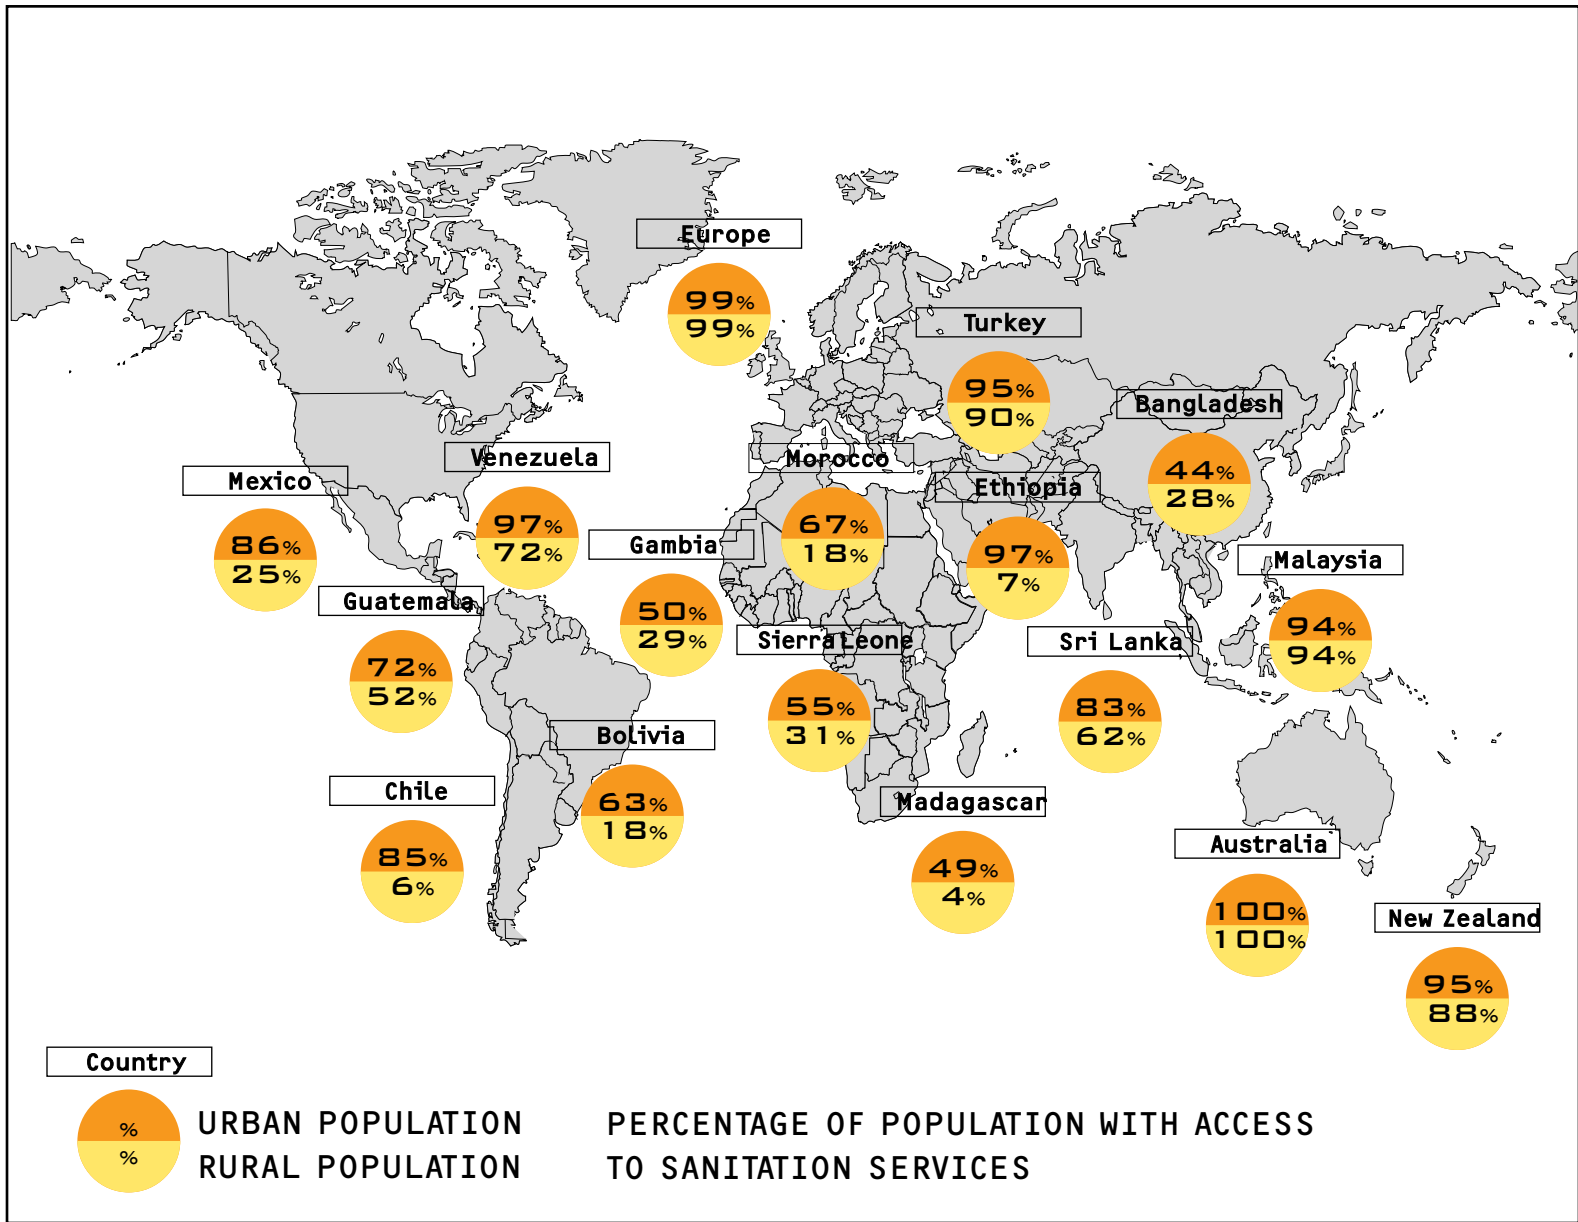 Europe
99%
99%
Turkey
95%
90%
Bangladesh
44%
28%
Venezuela
97%
72%
Morocco
67%
18%
Mexico
86%
25%
Ethiopia
97%
7%
Gambia
50%
29%
Malaysia
94%
94%
Guatemala
72%
52%
Sierra Leone
55%
31%
Sri Lanka
83%
62%
Bolivia
63%
18%
Chile
85%
6%
Madagascar
49%
4%
Australia
100%
100%
New Zealand
95%
88%
Country
%
%
URBAN POPULATION
RURAL POPULATION
PERCENTAGE OF POPULATION WITH ACCESS
TO SANITATION SERVICES